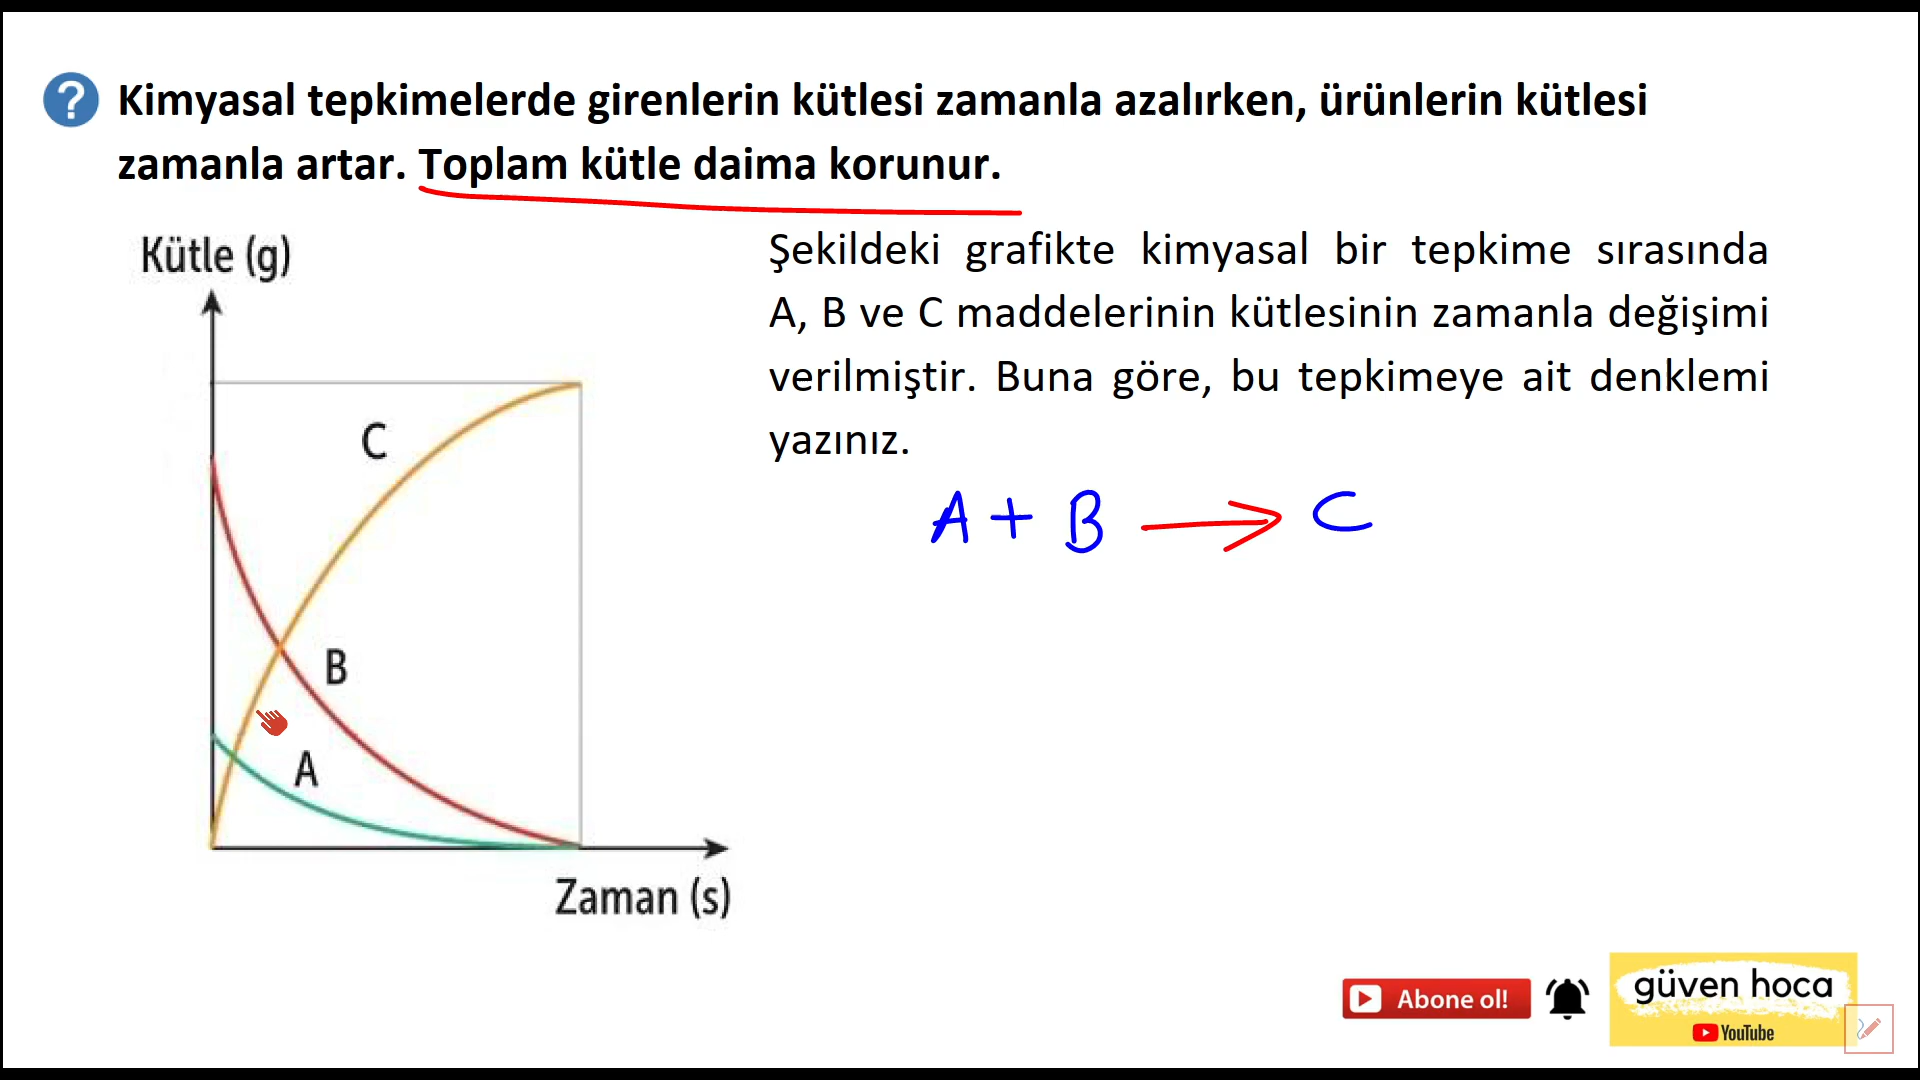 Kimyasal tepkimelerde girenlerin kütlesi zamanla azalırken, ürünlerin kütlesi
zamanla artar. Toplam kütle daima korunur.
Kütle (g)
C
B
A
Zaman (s)
Şekildeki grafikte kimyasal bir tepkime sırasında
A, B ve C maddelerinin kütlesinin zamanla değişimi
verilmiştir. Buna göre, bu tepkimeye ait denklemi
yazınız.
A + B → C
Abone ol!
güven hoca
YouTube